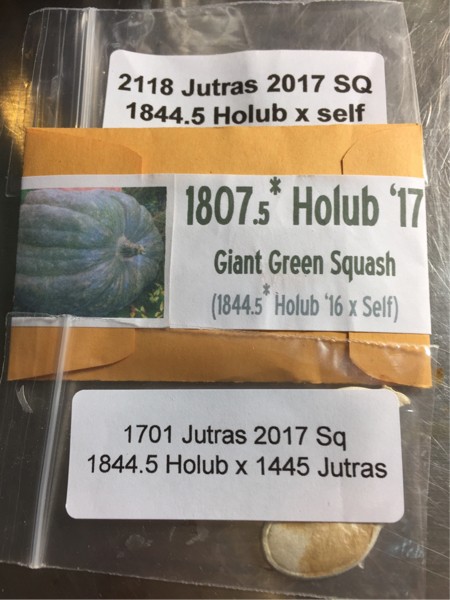 2118 Jutras 2017 SQ
1844.5 Holub x self
1807.5* Holub '17
Giant Green Squash
(1844.5* Holub '16 x Self)
1701 Jutras 2017 Sq
1844.5 Holub x 1445 Jutras